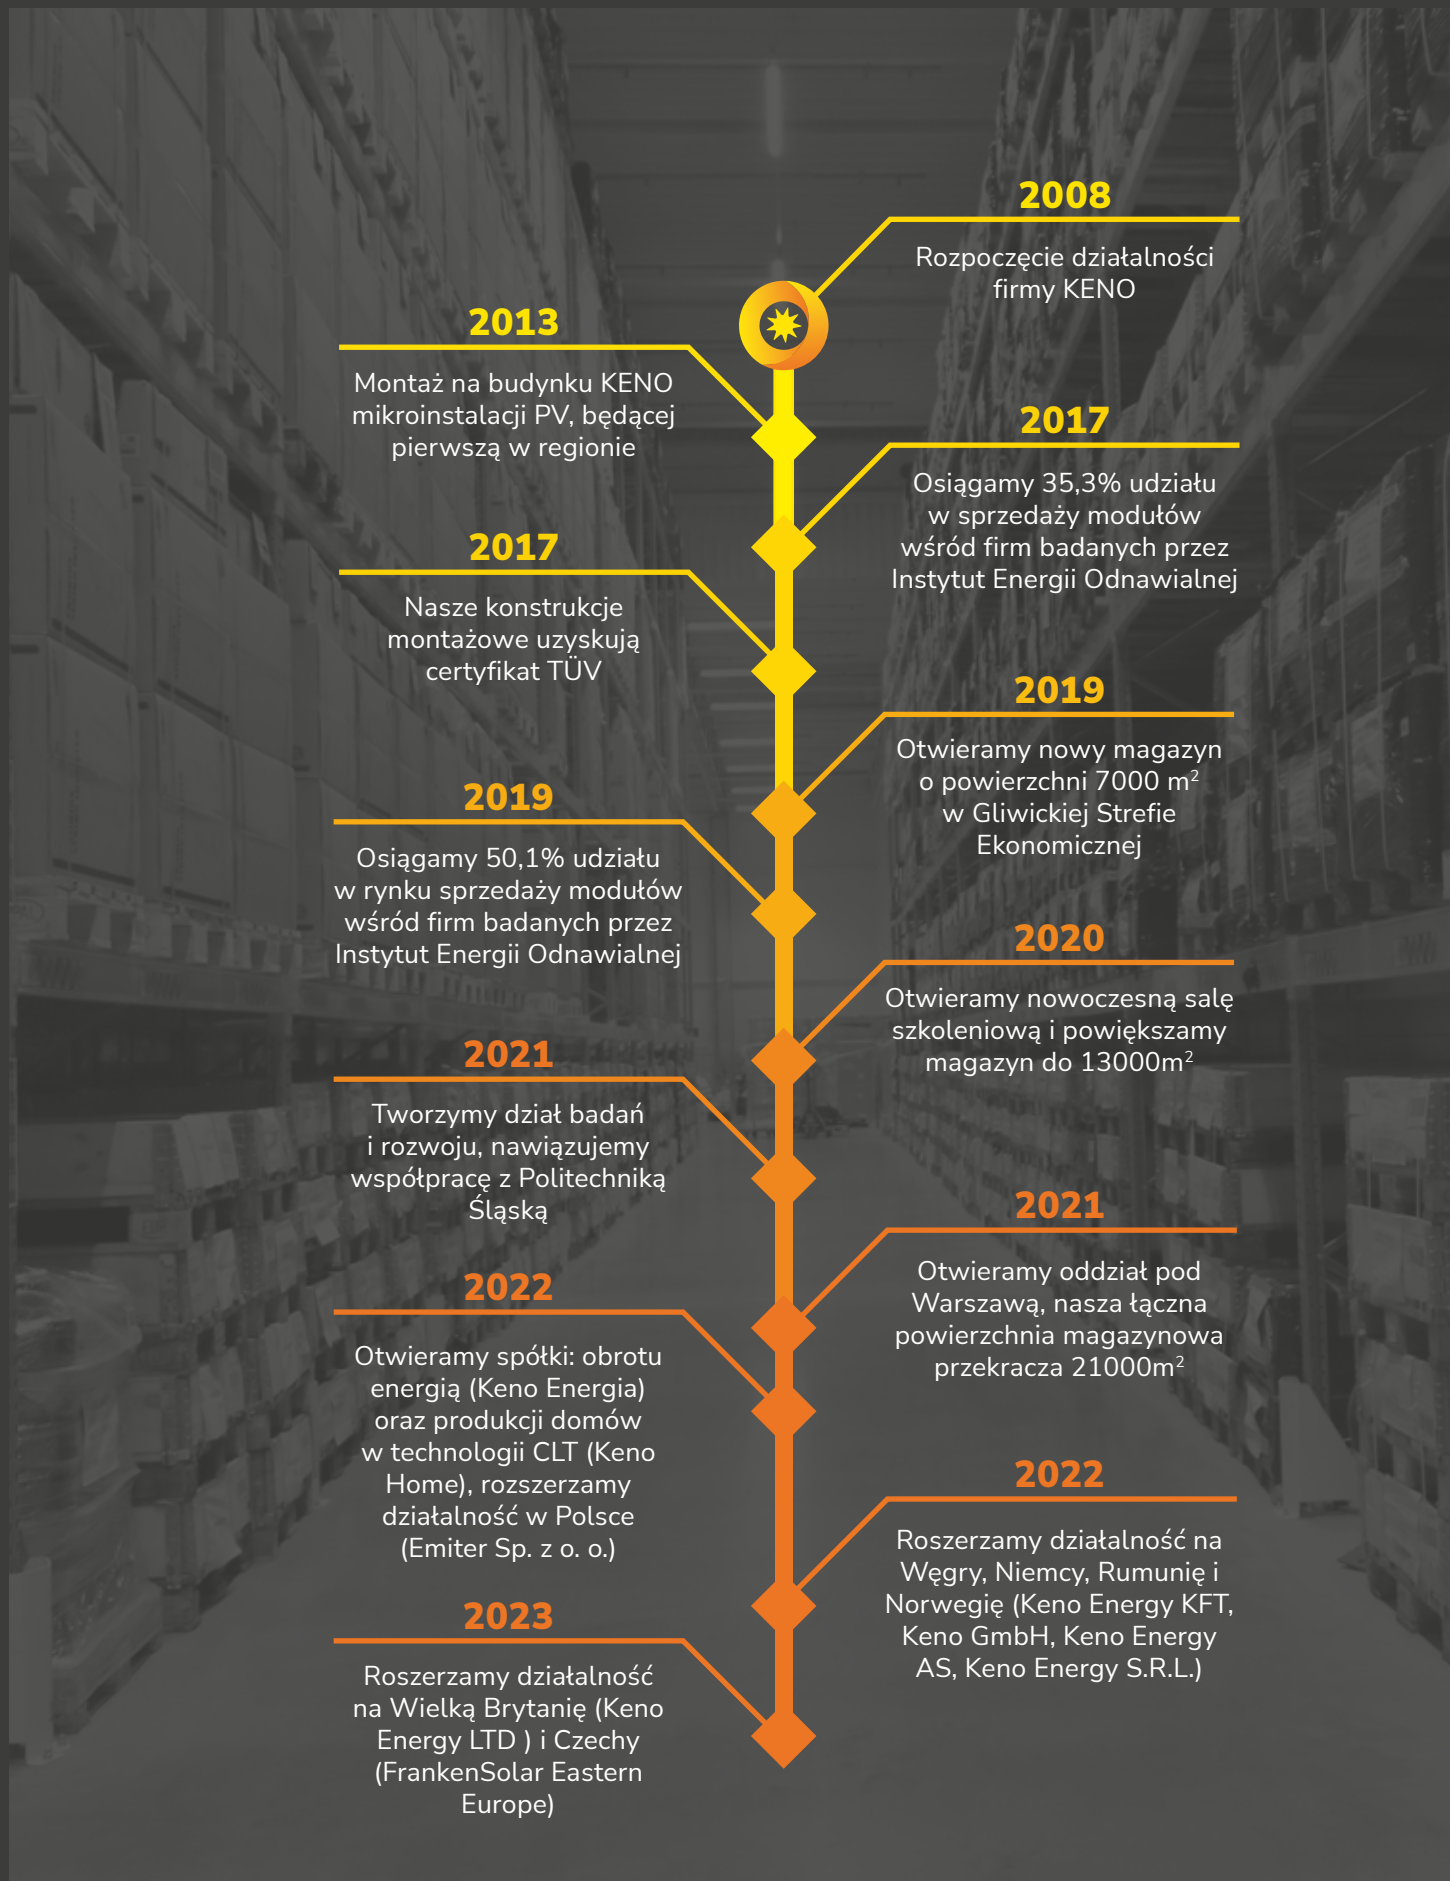 2008
Rozpoczęcie działalności
firmy KENO
2013
Montaż na budynku KENO
mikroinstalacji PV, będącej
pierwszą w regionie
2017
Osiągamy 35,3% udziału
w sprzedaży modułów
wśród firm badanych przez
Instytut Energii Odnawialnej
2017
Nasze konstrukcje
montażowe uzyskują
certyfikat TÜV
2019
Otwieramy nowy magazyn
o powierzchni 7000 m²
w Gliwickiej Strefie
Ekonomicznej
2019
Osiągamy 50,1% udziału
w rynku sprzedaży modułów
wśród firm badanych przez
Instytut Energii Odnawialnej
2020
Otwieramy nowoczesną salę
szkoleniową i powiększamy
magazyn do 13000m²
2021
Tworzymy dział badań
i rozwoju, nawiązujemy
współpracę z Politechniką
Śląską
2021
Otwieramy oddział pod
Warszawą, nasza łączna
powierzchnia magazynowa
przekracza 21000m²
2022
Otwieramy spółki: obrotu
energią (Keno Energia)
oraz produkcji domów
w technologii CLT (Keno
Home), rozszerzamy
działalność w Polsce
(Emiter Sp. z o. o.)
2022
Roszerzamy działalność na
Węgry, Niemcy, Rumunię i
Norwegię (Keno Energy KFT,
Keno GmbH, Keno Energy
AS, Keno Energy S.R.L.)
2023
Roszerzamy działalność
na Wielką Brytanię (Keno
Energy LTD ) i Czechy
(FrankenSolar Eastern
Europe)